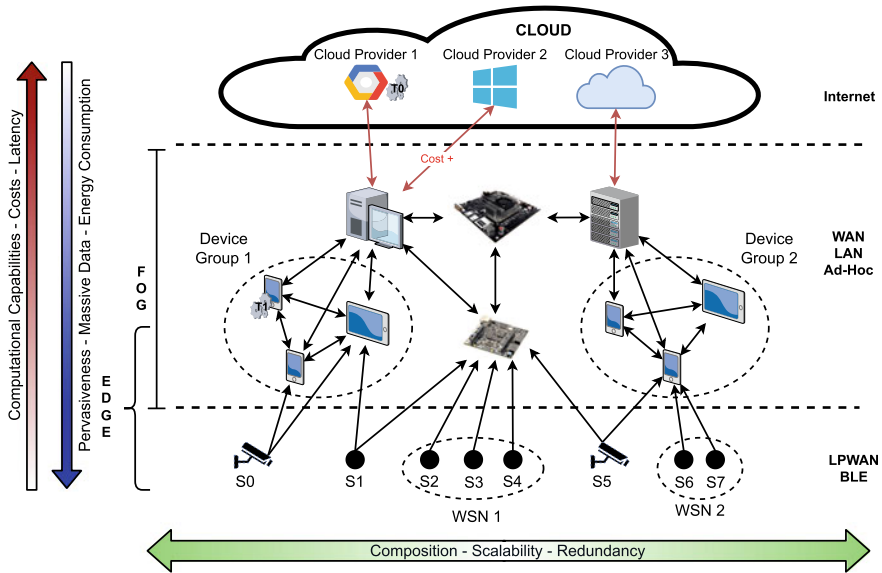 CLOUD
Cloud Provider 1
Cloud Provider 2
Cloud Provider 3
T0
Internet
Cost +
Computational Capabilities - Costs - Latency
Pervasiveness - Massive Data - Energy Consumption
FOG
EDGE
Device
Group 1
T1
Device
Group 2
WAN
LAN
Ad-Hoc
S0
S1
S2
S3
S4
S5
S6
S7
WSN 1
WSN 2
LPWAN
BLE
Composition - Scalability - Redundancy